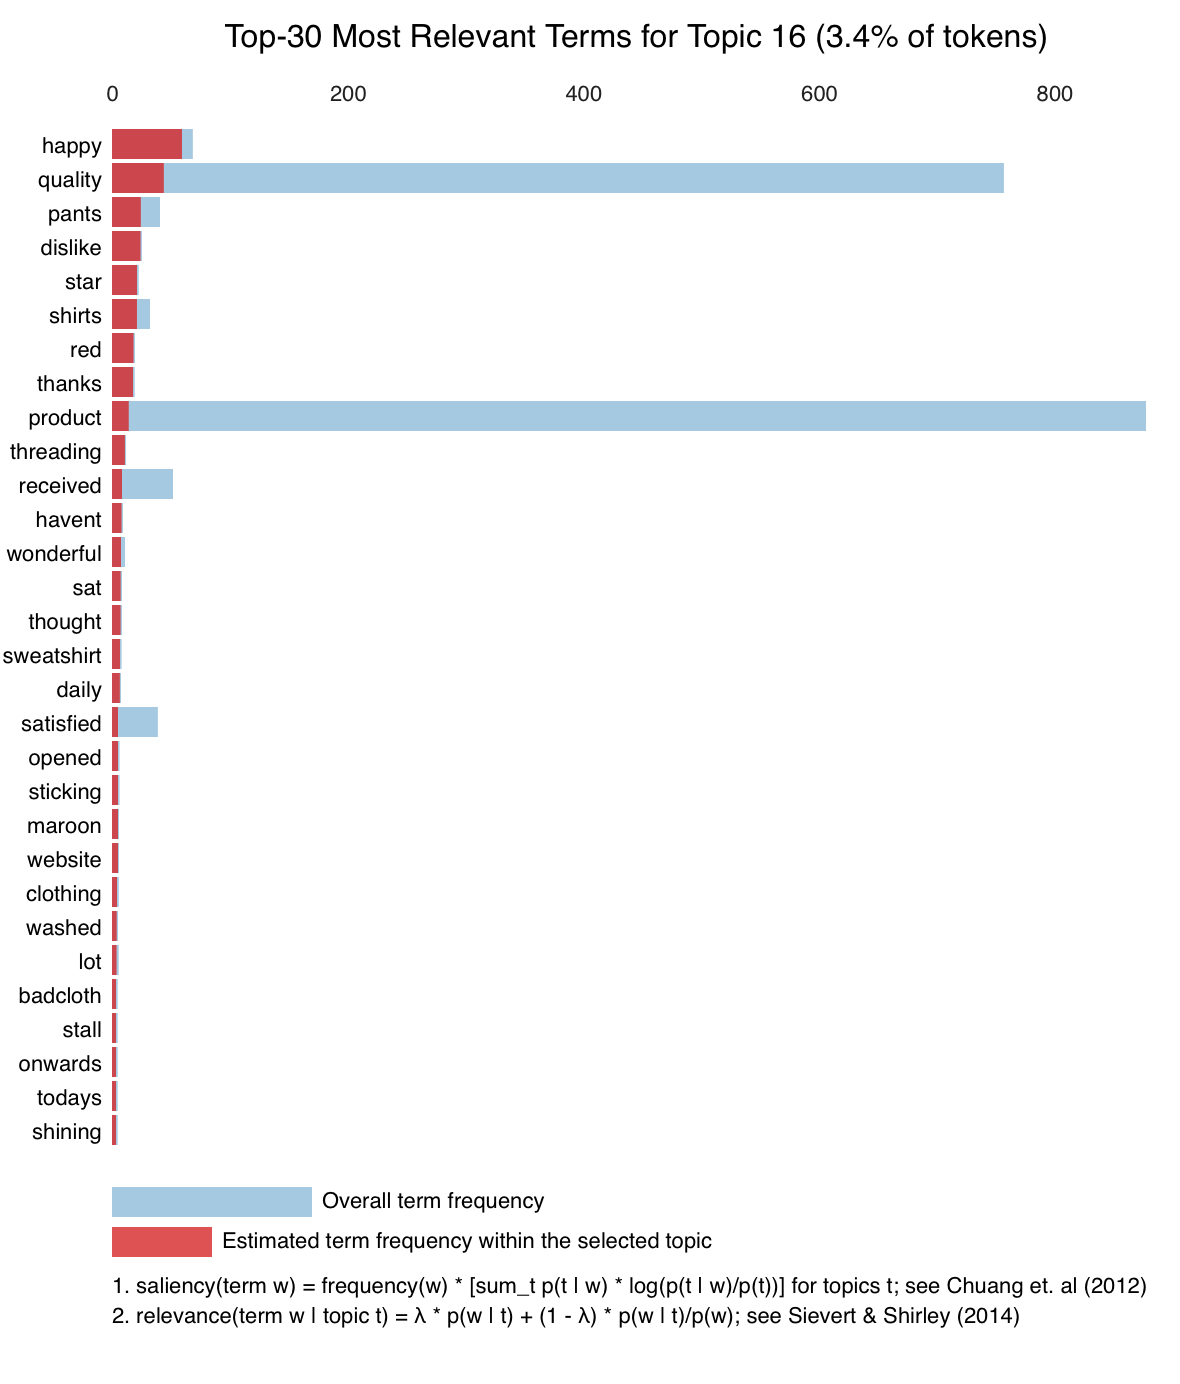 Top-30 Most Relevant Terms for Topic 16 (3.4% of tokens)
0 200 400 600 800
happy
quality
pants
dislike
star
shirts
red
thanks
product
threading
received
havent
wonderful
sat
thought
sweatshirt
daily
satisfied
opened
sticking
maroon
website
clothing
washed
lot
badcloth
stall
onwards
todays
shining
Overall term frequency
Estimated term frequency within the selected topic
1. saliency(term w) = frequency(w) * [sum_t p(t | w) * log(p(t | w)/p(t))] for topics t; see Chuang et. al (2012)
2. relevance(term w | topic t) = λ * p(w | t) + (1 - λ) * p(w | t)/p(w); see Sievert & Shirley (2014)